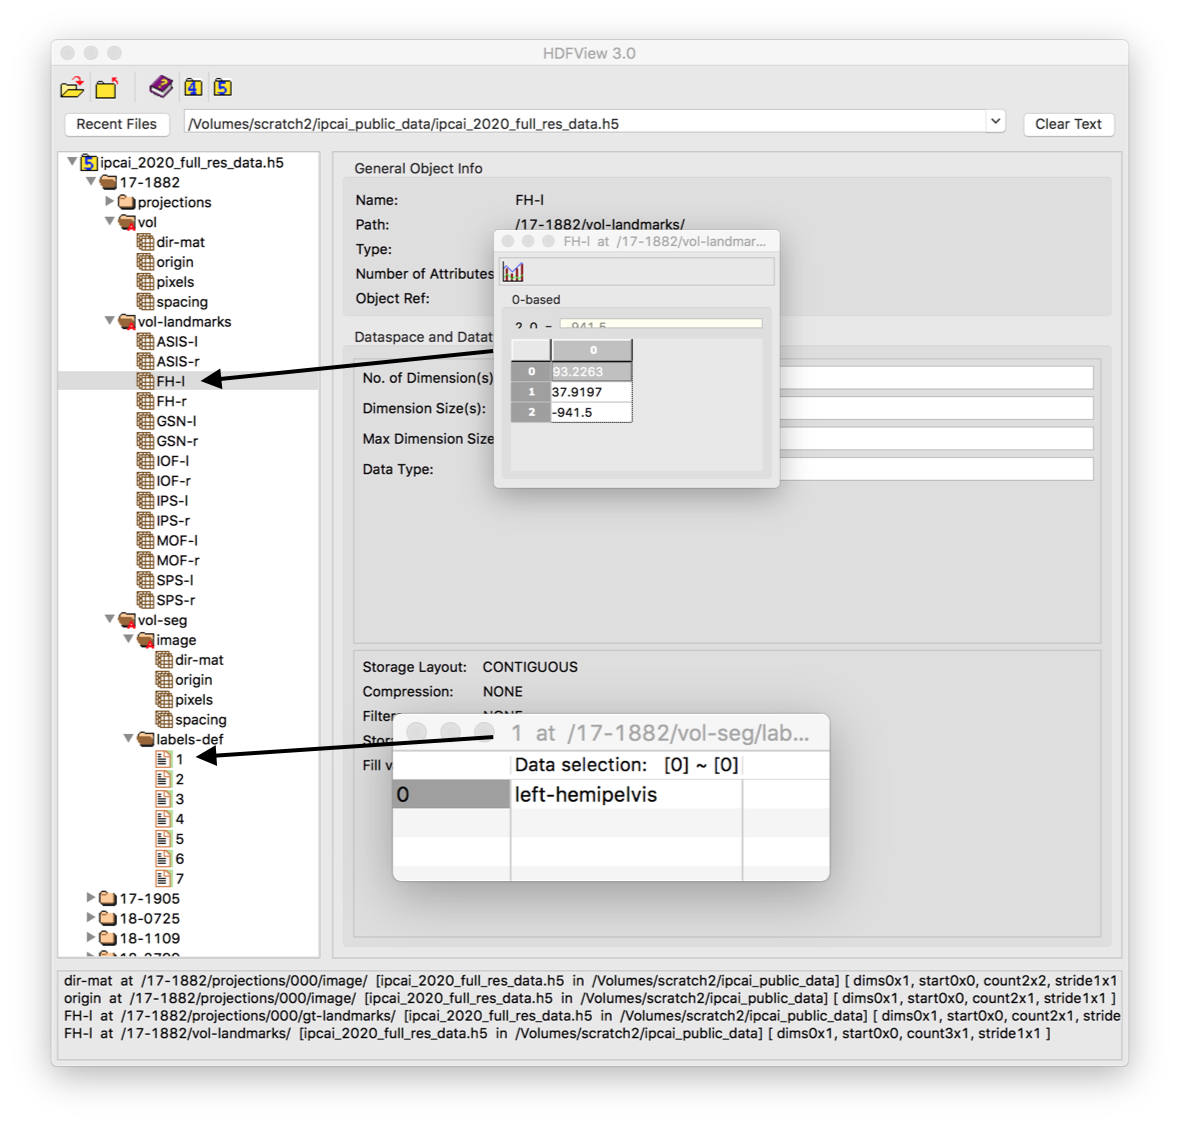 HDFView 3.0
4 5
Recent Files
/Volumes/scratch2/ipcai_public_data/ipcai_2020_full_res_data.h5
Clear Text
5 ipcai_2020_full_res_data.h5
17-1882
projections
vol
dir-mat
origin
pixels
spacing
vol-landmarks
ASIS-l
ASIS-r
FH-l
FH-r
GSN-l
GSN-r
IOF-l
IOF-r
IPS-l
IPS-r
MOF-l
MOF-r
SPS-l
SPS-r
vol-seg
image
dir-mat
origin
pixels
spacing
labels-def
1
2
3
4
5
6
7
17-1905
18-0725
18-1109
General Object Info
Name: FH-l
Path: /17-1882/vol-landmarks/
Type:
Number of Attributes
Object Ref:
FH-l at /17-1882/vol-landmar...
0-based
2, 0 = -941.5
0
0 93.2263
1 37.9197
2 -941.5
Dataspace and Datat
No. of Dimension(s)
Dimension Size(s):
Max Dimension Size
Data Type:
Storage Layout: CONTIGUOUS
Compression: NONE
Filter NONE
Stor
Fill v
1 at /17-1882/vol-seg/lab...
Data selection: [0] ~ [0]
0 left-hemipelvis
dir-mat at /17-1882/projections/000/image/ [ipcai_2020_full_res_data.h5 in /Volumes/scratch2/ipcai_public_data] [ dims0x1, start0x0, count2x2, stride1x1
origin at /17-1882/projections/000/image/ [ipcai_2020_full_res_data.h5 in /Volumes/scratch2/ipcai_public_data] [ dims0x1, start0x0, count2x1, stride1x1 ]
FH-l at /17-1882/projections/000/gt-landmarks/ [ipcai_2020_full_res_data.h5 in /Volumes/scratch2/ipcai_public_data] [ dims0x1, start0x0, count2x1, stride
FH-l at /17-1882/vol-landmarks/ [ipcai_2020_full_res_data.h5 in /Volumes/scratch2/ipcai_public_data] [ dims0x1, start0x0, count3x1, stride1x1 ]